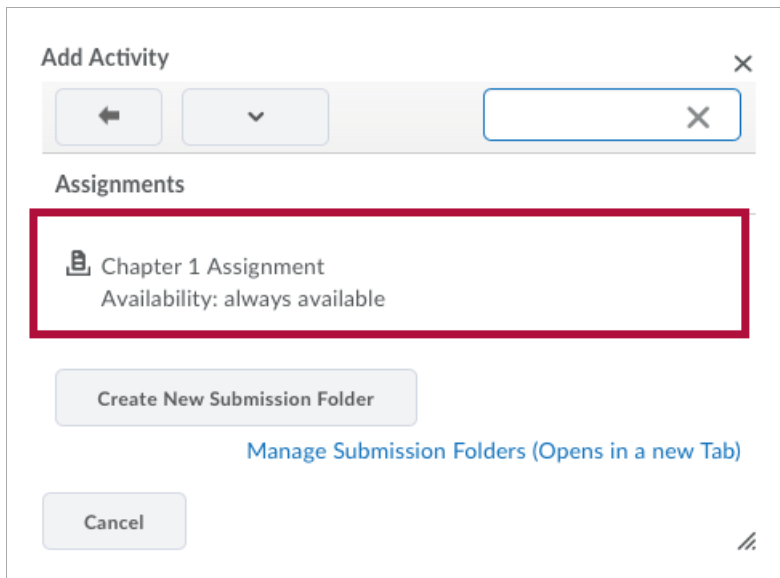 Add Activity
Assignments
Chapter 1 Assignment
Availability: always available
Create New Submission Folder
Manage Submission Folders (Opens in a new Tab)
Cancel